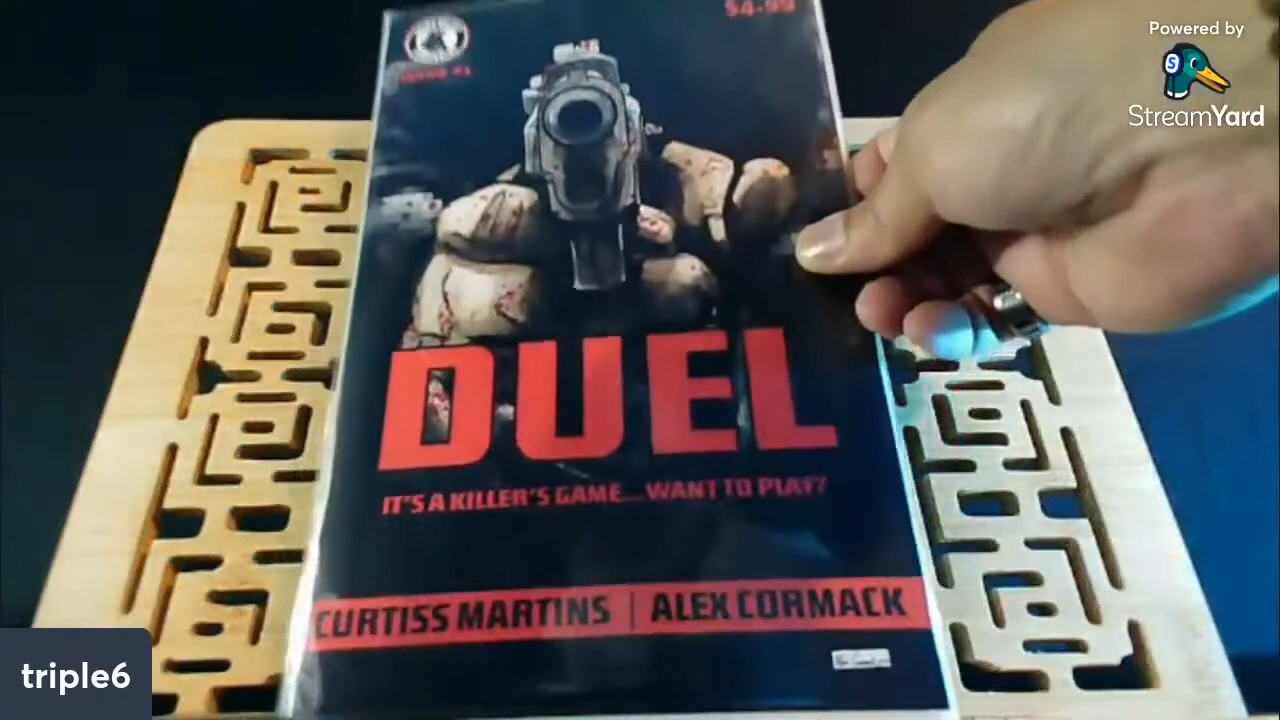 $4.99
Powered by
S
StreamYard
DUEL
IT'S A KILLER'S GAME...WANT TO PLAY?
CURTISS MARTINS | ALEX CORMACK
triple6